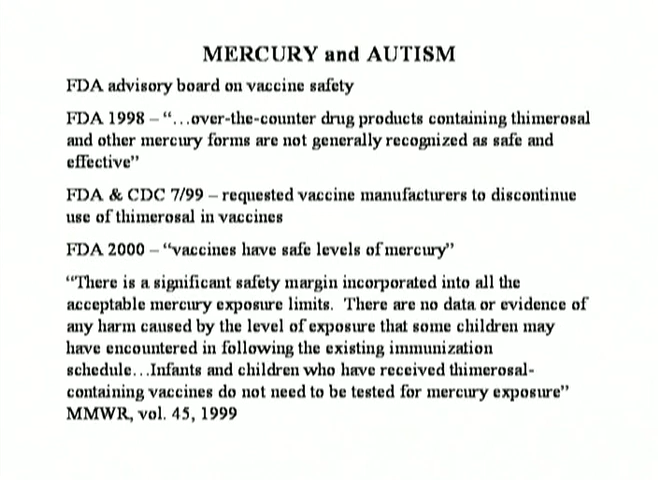 MERCURY and AUTISM
FDA advisory board on vaccine safety
FDA 1998 – “…over-the-counter drug products containing thimerosal
and other mercury forms are not generally recognized as safe and
effective”
FDA & CDC 7/99 – requested vaccine manufacturers to discontinue
use of thimerosal in vaccines
FDA 2000 – “vaccines have safe levels of mercury”
“There is a significant safety margin incorporated into all the
acceptable mercury exposure limits.  There are no data or evidence of
any harm caused by the level of exposure that some children may
have encountered in following the existing immunization
schedule…Infants and children who have received thimerosal-
containing vaccines do not need to be tested for mercury exposure”
MMWR, vol. 45, 1999